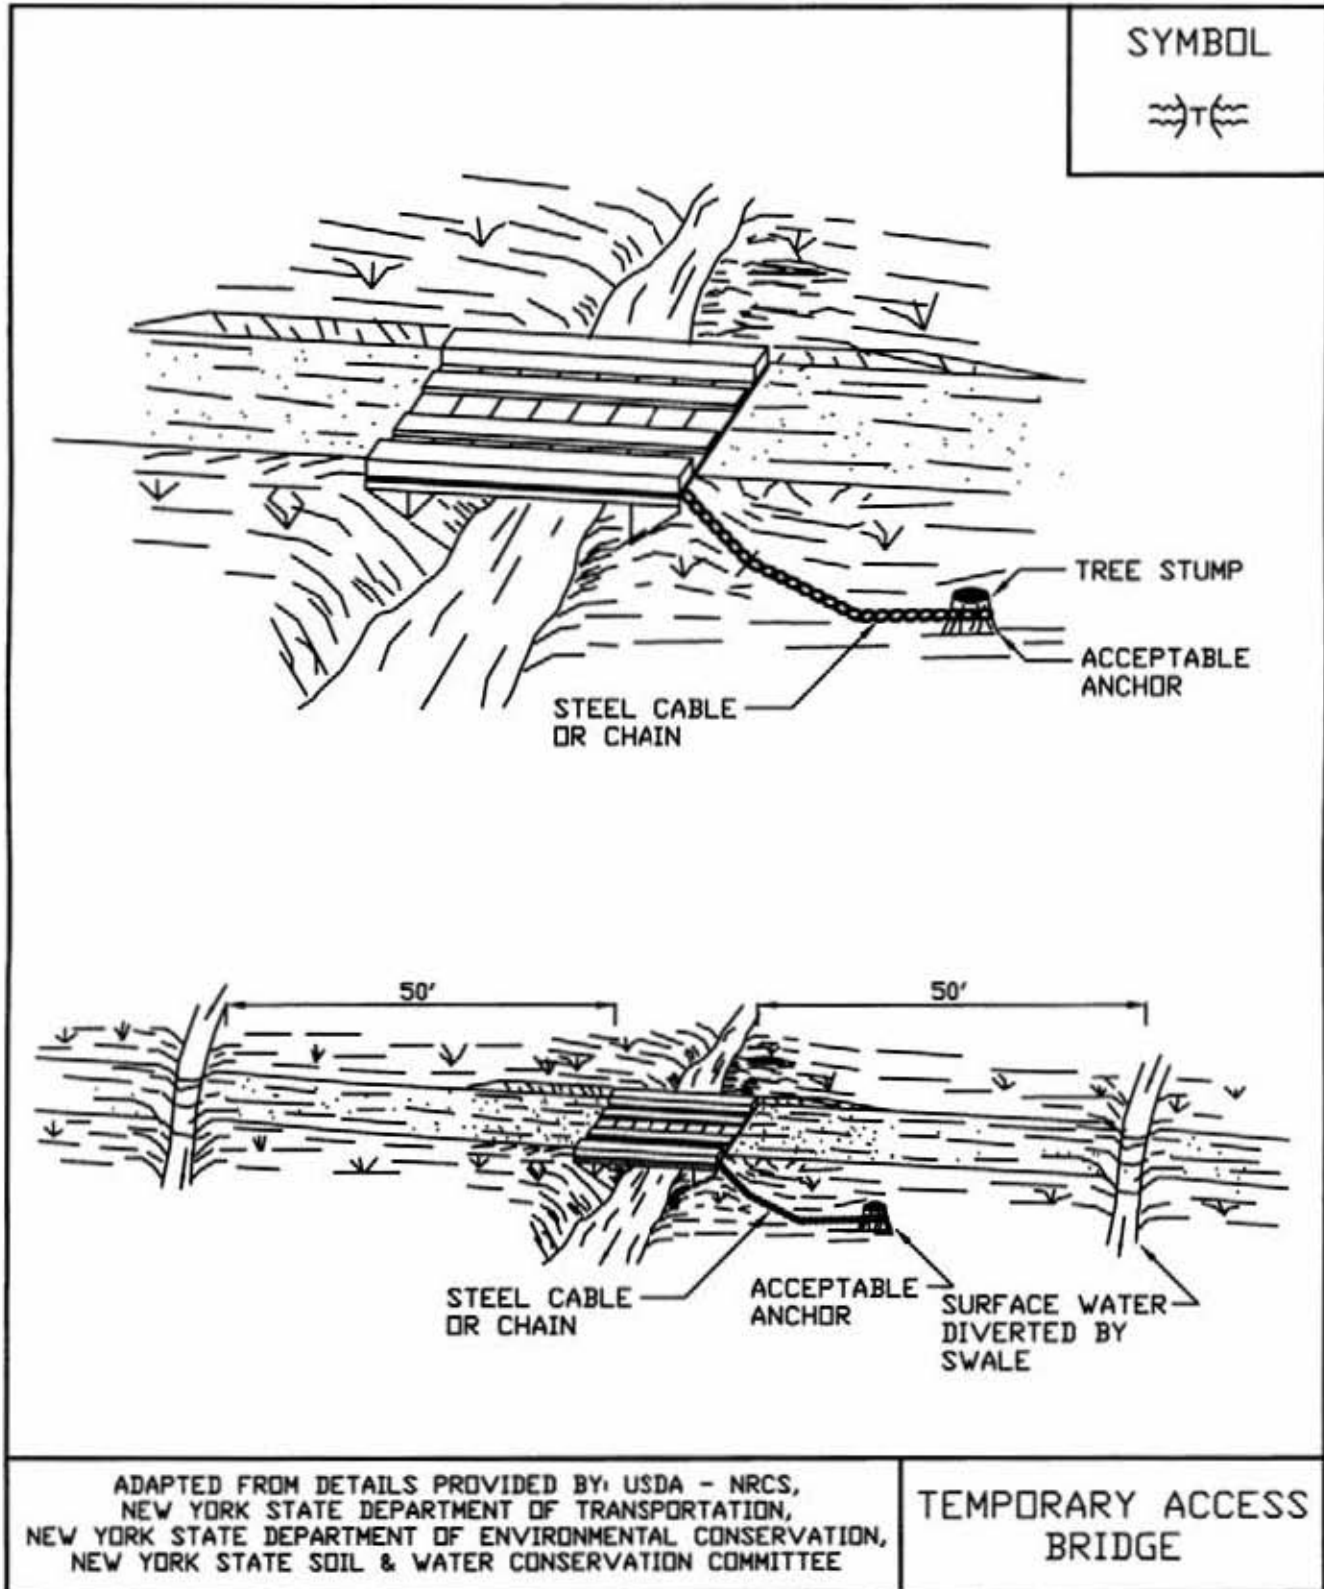 SYMBOL
T
TREE STUMP
ACCEPTABLE
ANCHOR
STEEL CABLE
OR CHAIN
50'
50'
STEEL CABLE
OR CHAIN
ACCEPTABLE
ANCHOR
SURFACE WATER
DIVERTED BY
SWALE
ADAPTED FROM DETAILS PROVIDED BY: USDA - NRCS,
NEW YORK STATE DEPARTMENT OF TRANSPORTATION,
NEW YORK STATE DEPARTMENT OF ENVIRONMENTAL CONSERVATION,
NEW YORK STATE SOIL & WATER CONSERVATION COMMITTEE
TEMPORARY ACCESS
BRIDGE